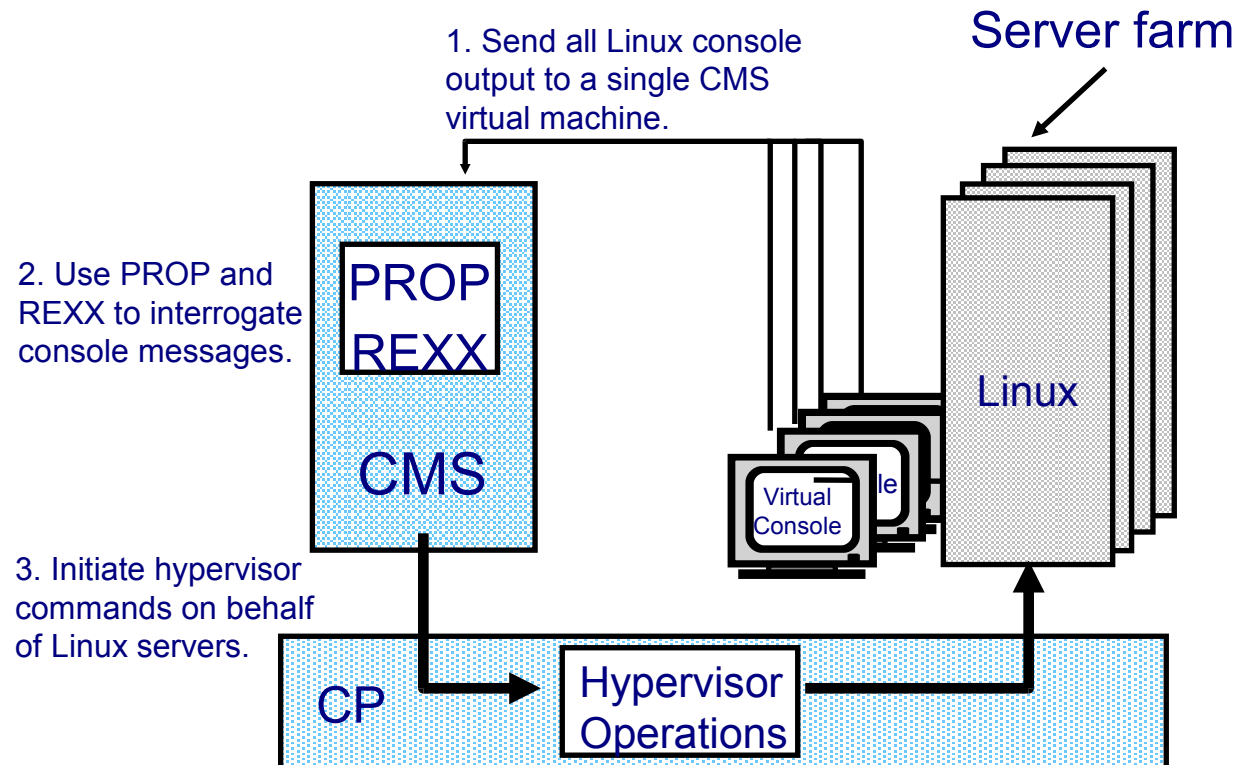 Server farm
1. Send all Linux console
output to a single CMS
virtual machine.
2. Use PROP and
REXX to interrogate
console messages.
PROP
REXX
CMS
Linux
Virtual
Console
le
3. Initiate hypervisor
commands on behalf
of Linux servers.
CP
Hypervisor
Operations